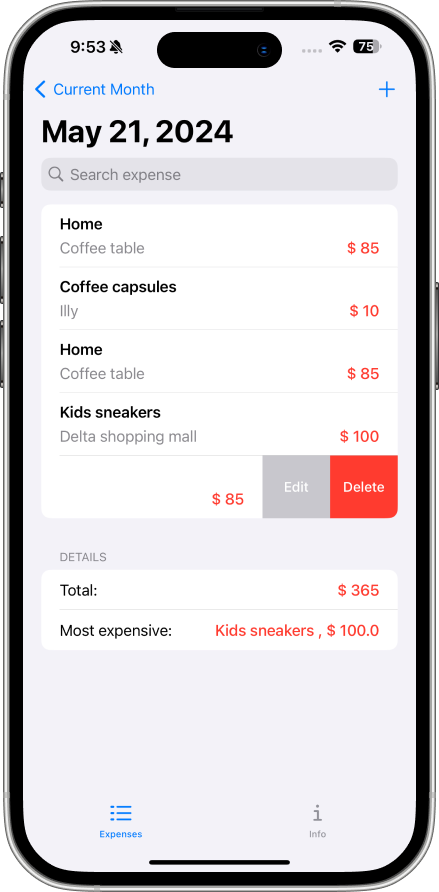 9:53
75
Current Month
May 21, 2024
Search expense
Home
Coffee table
$ 85
Coffee capsules
Illy
$ 10
Home
Coffee table
$ 85
Kids sneakers
Delta shopping mall
$ 100
$ 85
Edit
Delete
DETAILS
Total:
$ 365
Most expensive:
Kids sneakers , $ 100.0
Expenses
Info